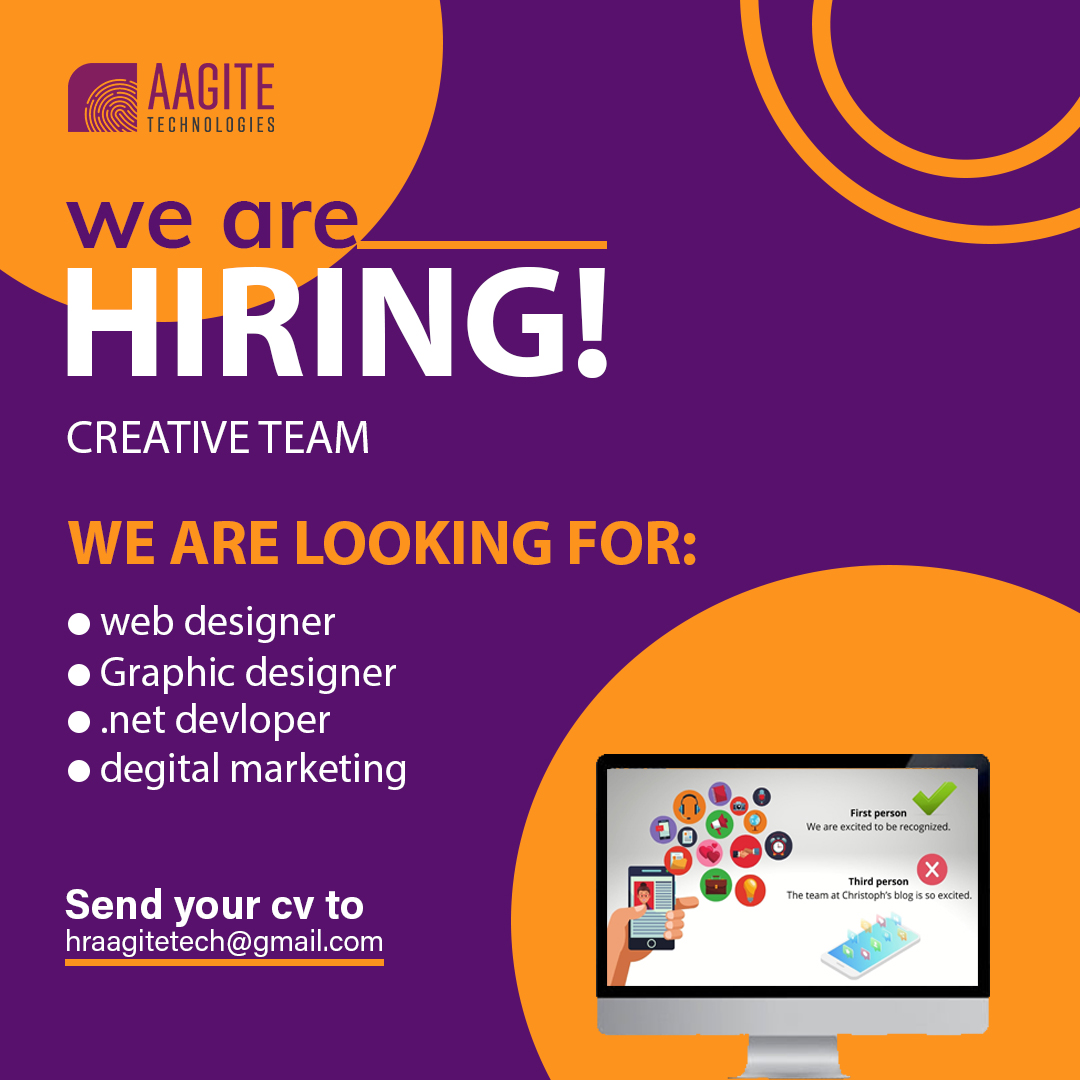 AAGITE
TECHNOLOGIES
we are
HIRING!
CREATIVE TEAM
WE ARE LOOKING FOR:
web designer
Graphic designer
.net devloper
degital marketing
Send your cv to
hraagitetech@gmail.com
First person
We are excited to be recognized.
Third person
The team at Christoph's blog is so excited.